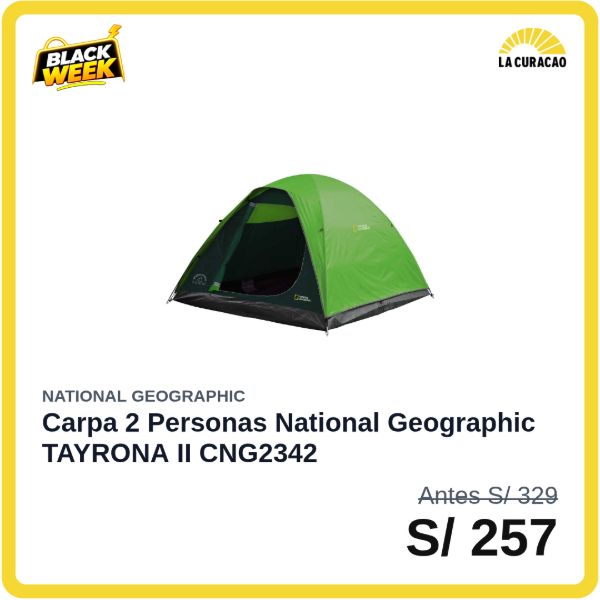 BLACK
WEEK
LA CURACAO
NATIONAL GEOGRAPHIC
Carpa 2 Personas National Geographic
TAYRONA II CNG2342
Antes S/ 329
S/ 257